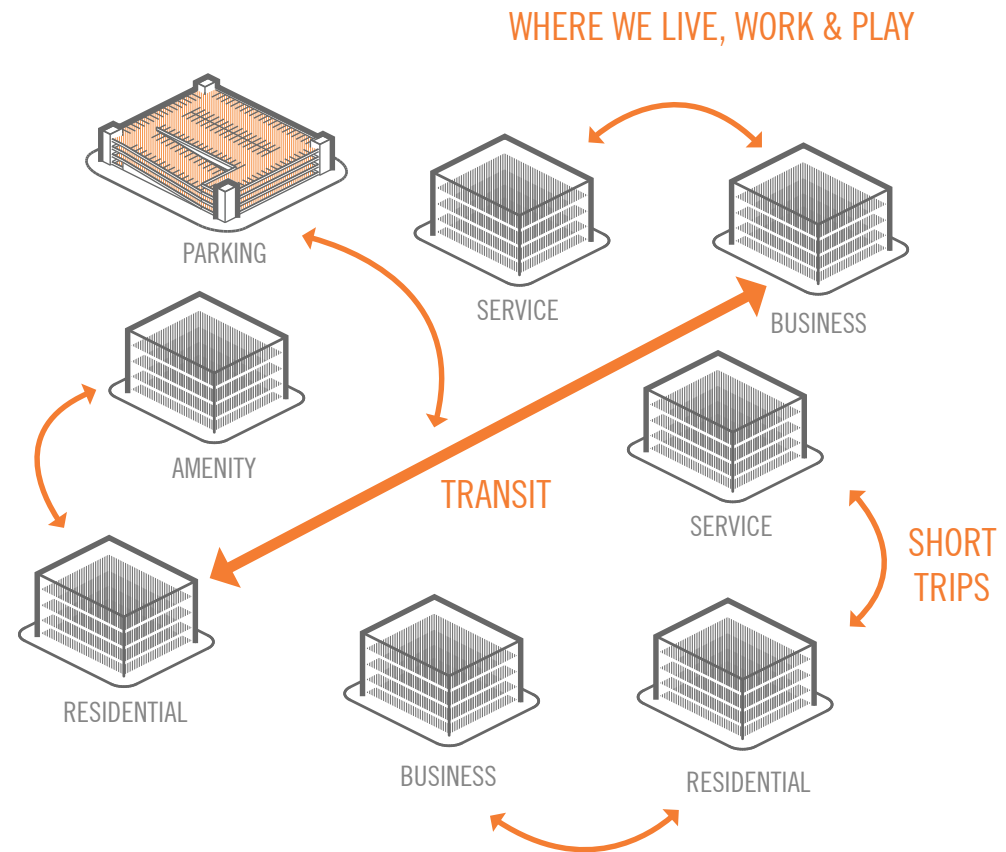 WHERE WE LIVE, WORK & PLAY
PARKING
SERVICE
BUSINESS
AMENITY
TRANSIT
SERVICE
SHORT
TRIPS
RESIDENTIAL
BUSINESS
RESIDENTIAL